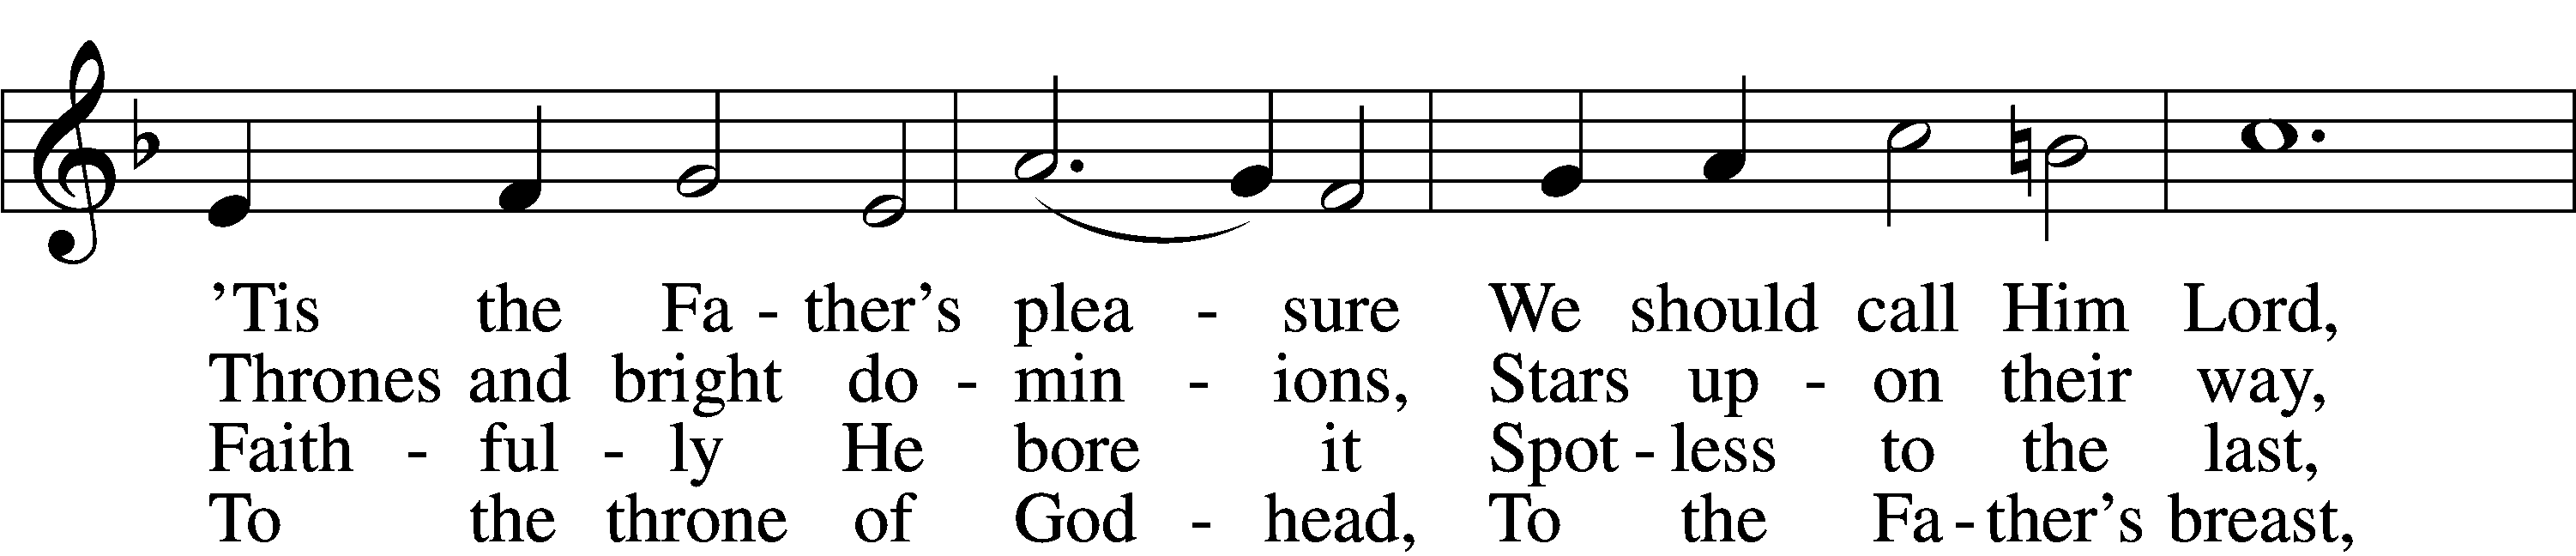 ’Tis the Fa - ther’s plea - sure We should call Him Lord,
Thrones and bright do - min - ions, Stars up - on their way,
Faith - ful - ly He bore it Spot - less to the last,
To the throne of God - head, To the Fa - ther’s breast,